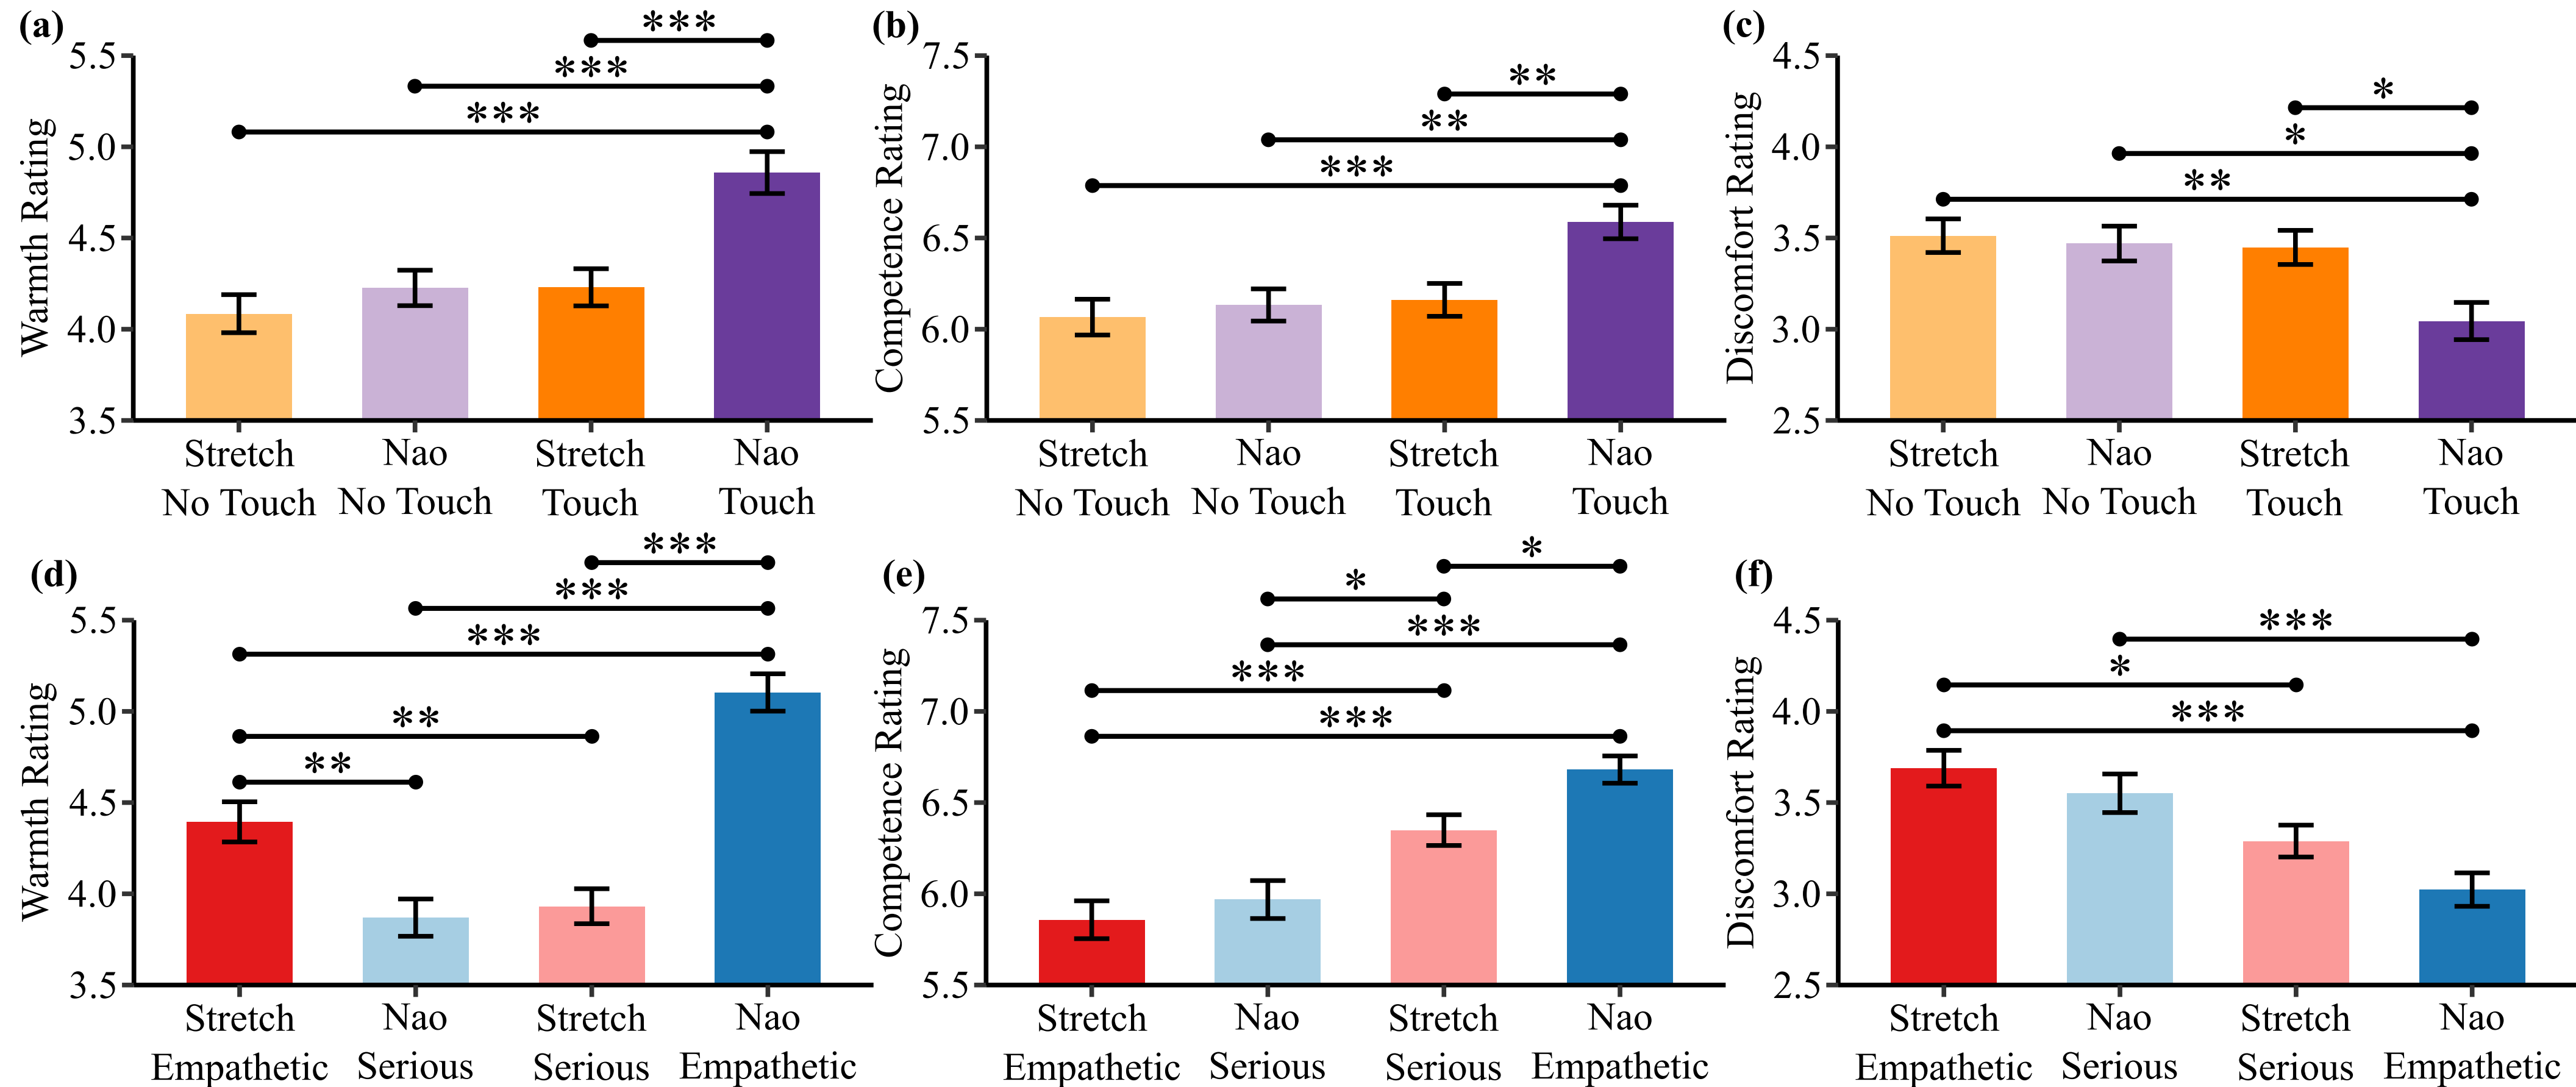 (a)
Warmth Rating
5.5
5.0
4.5
4.0
3.5
***
***
***
Stretch No Touch
Nao No Touch
Stretch Touch
Nao Touch
(b)
Competence Rating
7.5
7.0
6.5
6.0
5.5
**
**
***
Stretch No Touch
Nao No Touch
Stretch Touch
Nao Touch
(c)
Discomfort Rating
4.5
4.0
3.5
3.0
2.5
*
*
**
Stretch No Touch
Nao No Touch
Stretch Touch
Nao Touch
(d)
Warmth Rating
5.5
5.0
4.5
4.0
3.5
***
***
***
**
**
Stretch Empathetic
Nao Serious
Stretch Serious
Nao Empathetic
(e)
Competence Rating
7.5
7.0
6.5
6.0
5.5
*
*
***
***
***
Stretch Empathetic
Nao Serious
Stretch Serious
Nao Empathetic
(f)
Discomfort Rating
4.5
4.0
3.5
3.0
2.5
***
*
***
Stretch Empathetic
Nao Serious
Stretch Serious
Nao Empathetic